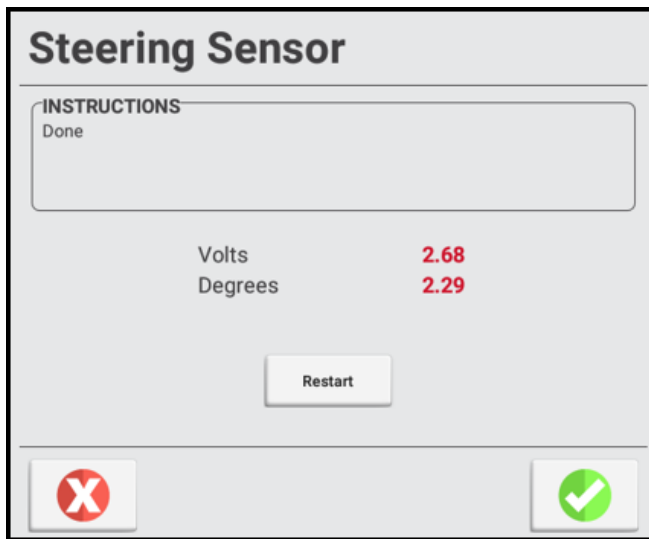 Steering Sensor
INSTRUCTIONS
Done
Volts 2.68
Degrees 2.29
Restart